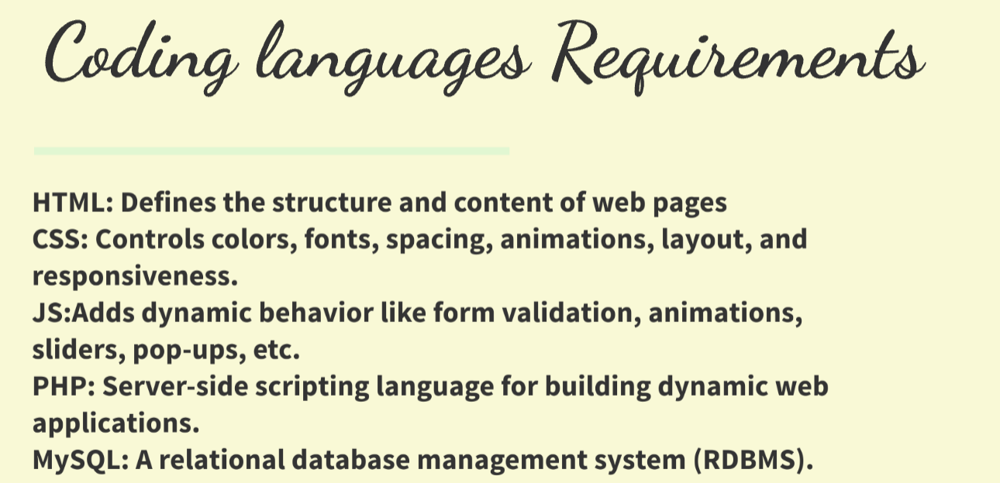 Coding languages Requirements
HTML: Defines the structure and content of web pages
CSS: Controls colors, fonts, spacing, animations, layout, and
responsiveness.
JS:Adds dynamic behavior like form validation, animations,
sliders, pop-ups, etc.
PHP: Server-side scripting language for building dynamic web
applications.
MySQL: A relational database management system (RDBMS).